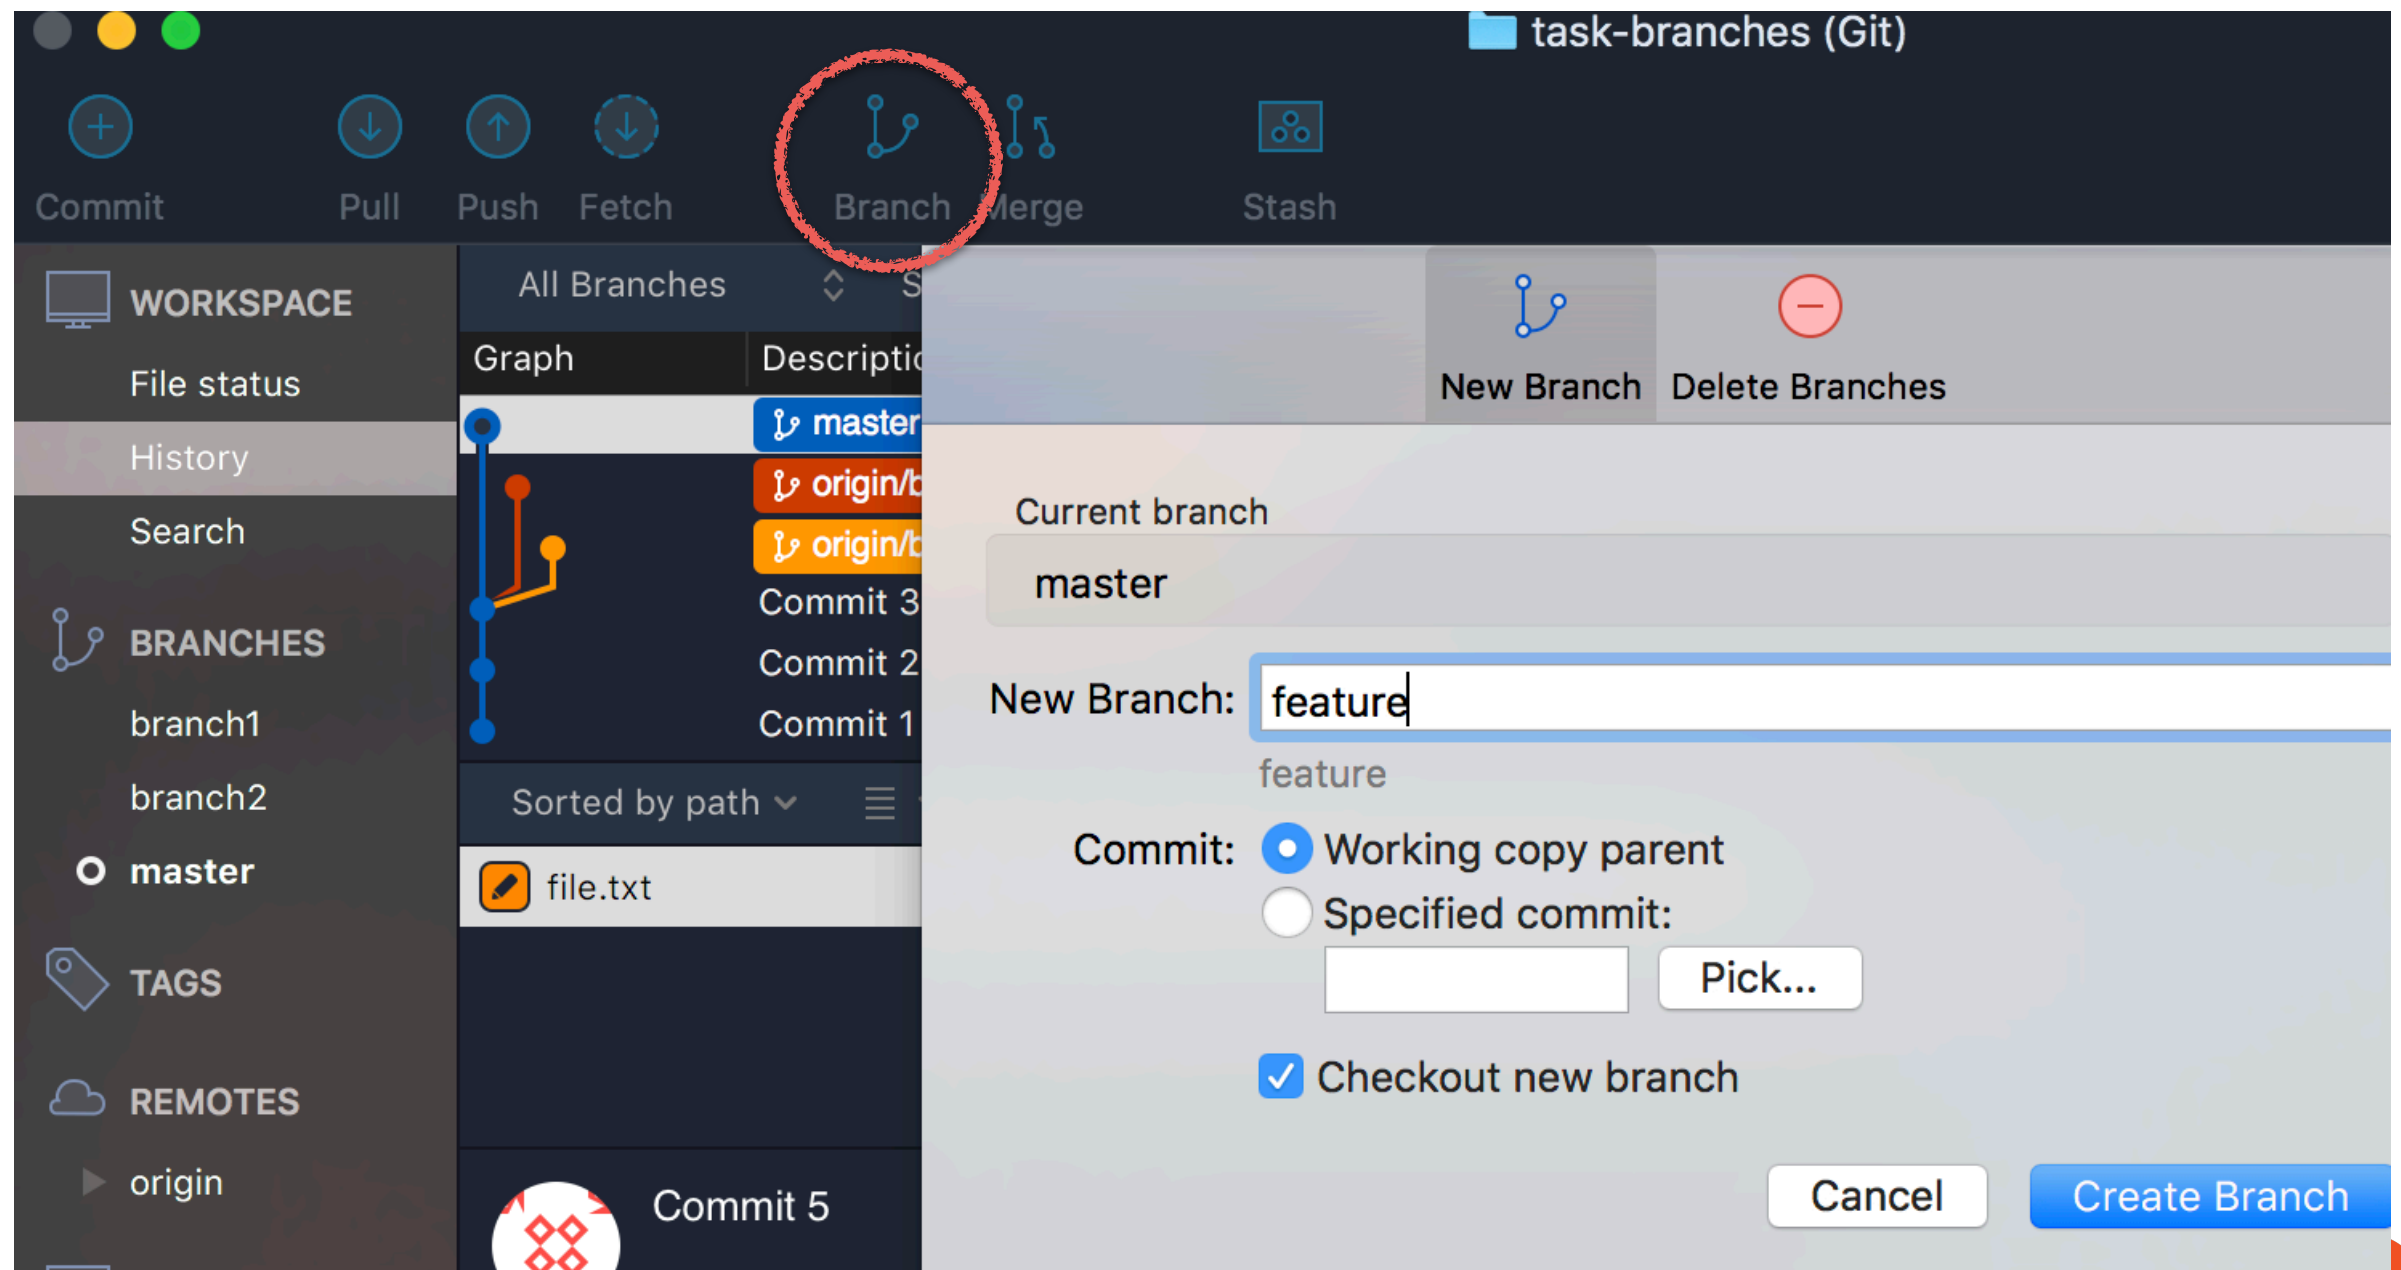 task-branches (Git)
Commit
Pull
Push
Fetch
Branch
Merge
Stash
WORKSPACE
File status
History
Search
BRANCHES
branch1
branch2
master
TAGS
REMOTES
origin
All Branches
S
Graph
Descriptio
master
origin/b
origin/b
Commit 3
Commit 2
Commit 1
Sorted by path
file.txt
Commit 5
New Branch
Delete Branches
Current branch
master
New Branch: feature
feature
Commit: Working copy parent
Specified commit:
Pick...
Checkout new branch
Cancel
Create Branch